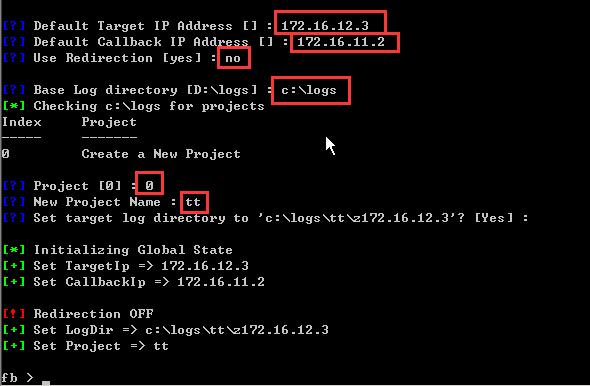 [?] Default Target IP Address [] : 172.16.12.3
[?] Default Callback IP Address [] : 172.16.11.2
[?] Use Redirection [yes] : no
[?] Base Log directory [D:\logs] : c:\logs
[*] Checking c:\logs for projects
Index     Project
-----     -------
0         Create a New Project
[?] Project [0] : 0
[?] New Project Name : tt
[?] Set target log directory to 'c:\logs\tt\z172.16.12.3'? [Yes] :
[*] Initializing Global State
[+] Set TargetIp => 172.16.12.3
[+] Set CallbackIp => 172.16.11.2
[!] Redirection OFF
[+] Set LogDir => c:\logs\tt\z172.16.12.3
[+] Set Project => tt
fb > _